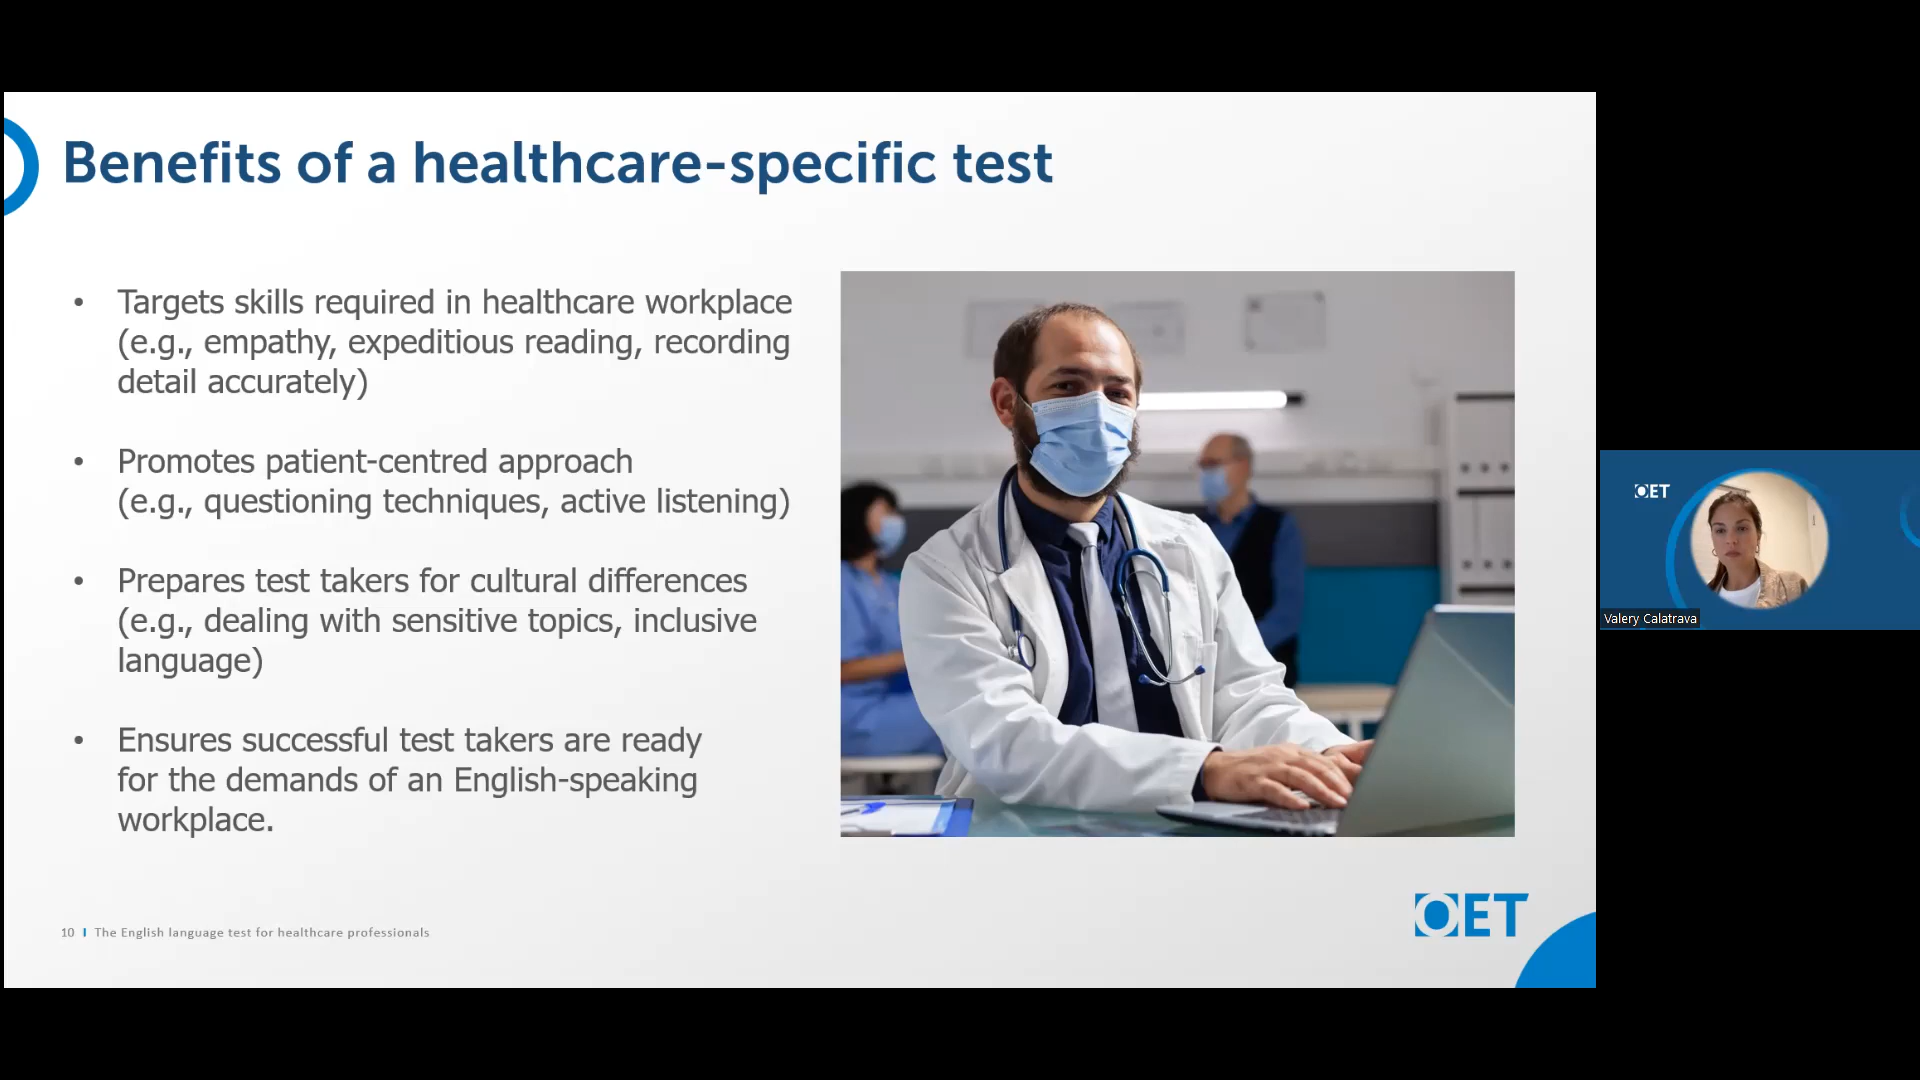 Benefits of a healthcare-specific test
• Targets skills required in healthcare workplace
(e.g., empathy, expeditious reading, recording
detail accurately)
• Promotes patient-centred approach
(e.g., questioning techniques, active listening)
• Prepares test takers for cultural differences
(e.g., dealing with sensitive topics, inclusive
language)
• Ensures successful test takers are ready
for the demands of an English-speaking
workplace.
10 | The English language test for healthcare professionals
OET
OET
Valery Calatrava